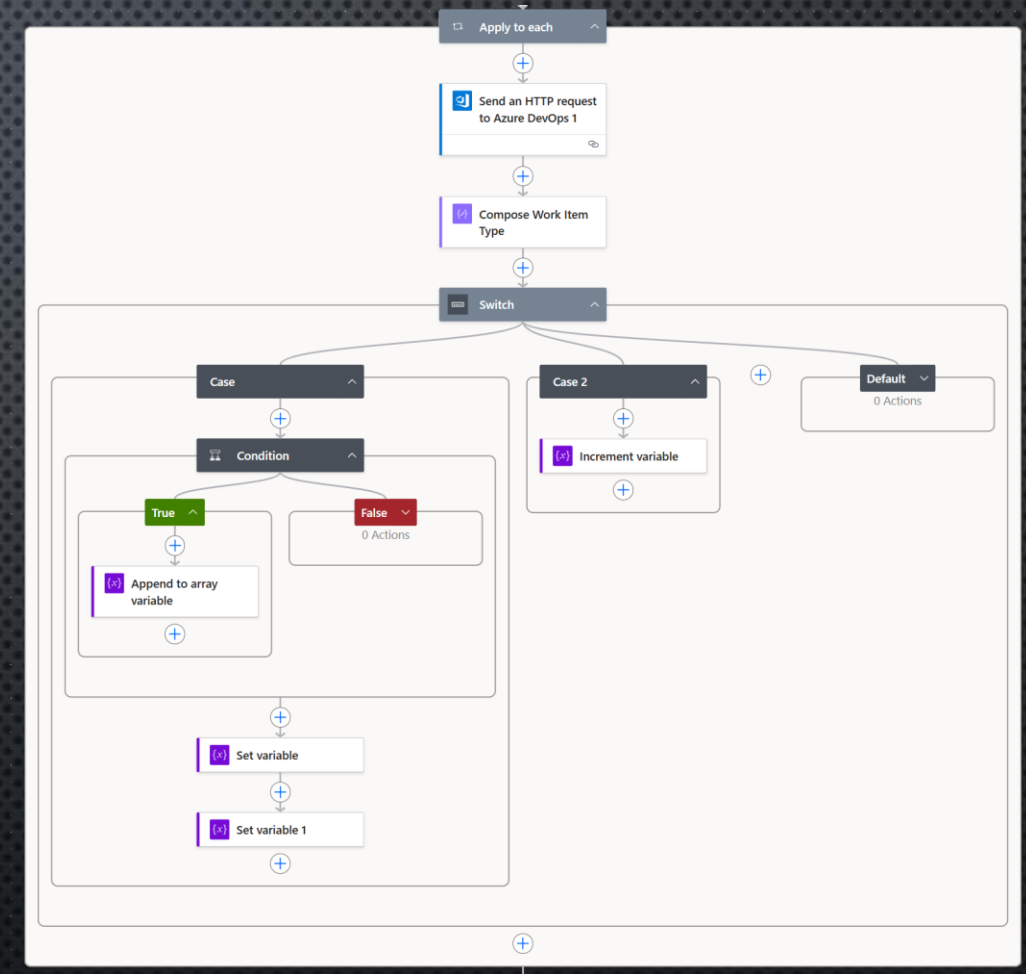 Apply to each
Send an HTTP request
to Azure DevOps 1
Compose Work Item
Type
Switch
Case
Condition
True
Append to array
variable
False
0 Actions
Set variable
Set variable 1
Case 2
Increment variable
Default
0 Actions